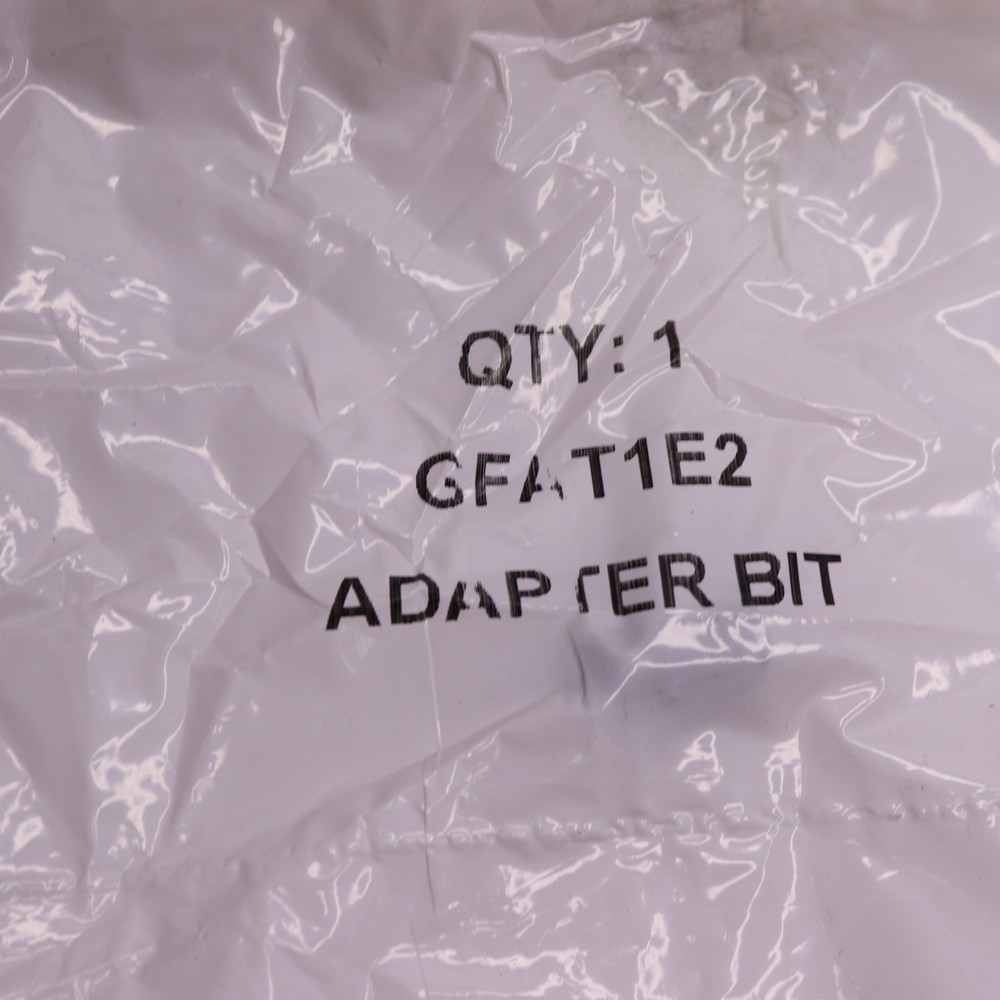 QTY: 1
GFAT1E2
ADAPTER BIT